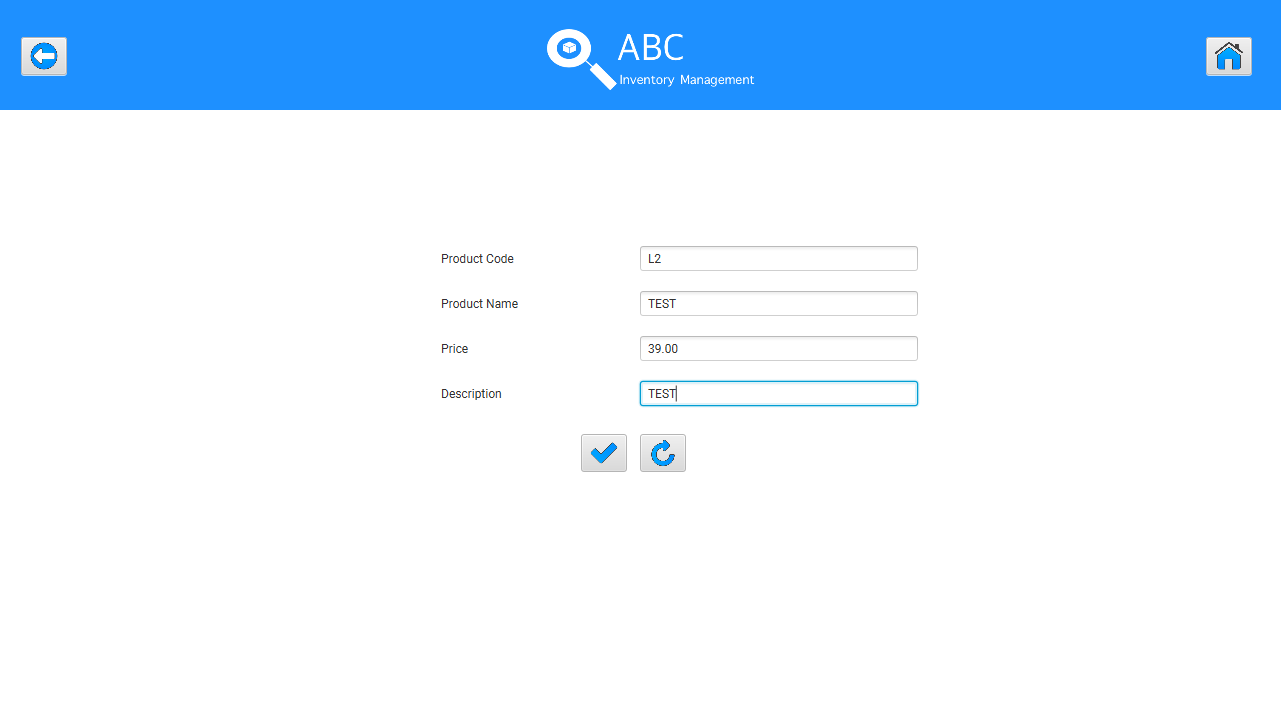 ABC
Inventory Management
Product Code L2
Product Name TEST
Price 39.00
Description TEST